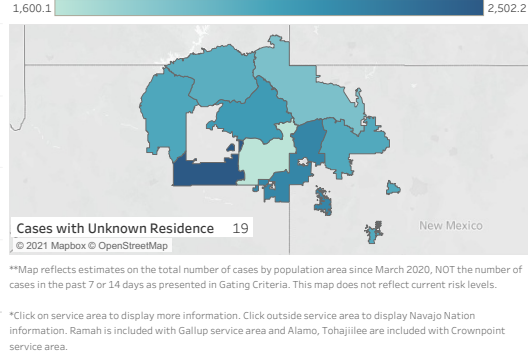 1,600.1 2,502.2
New Mexico
Cases with Unknown Residence 19
© 2021 Mapbox © OpenStreetMap
**Map reflects estimates on the total number of cases by population area since March 2020, NOT the number of
cases in the past 7 or 14 days as presented in Gating Criteria. This map does not reflect current risk levels.
*Click on service area to display more information. Click outside service area to display Navajo Nation
information. Ramah is included with Gallup service area and Alamo, Tohajiilee are included with Crownpoint
service area.